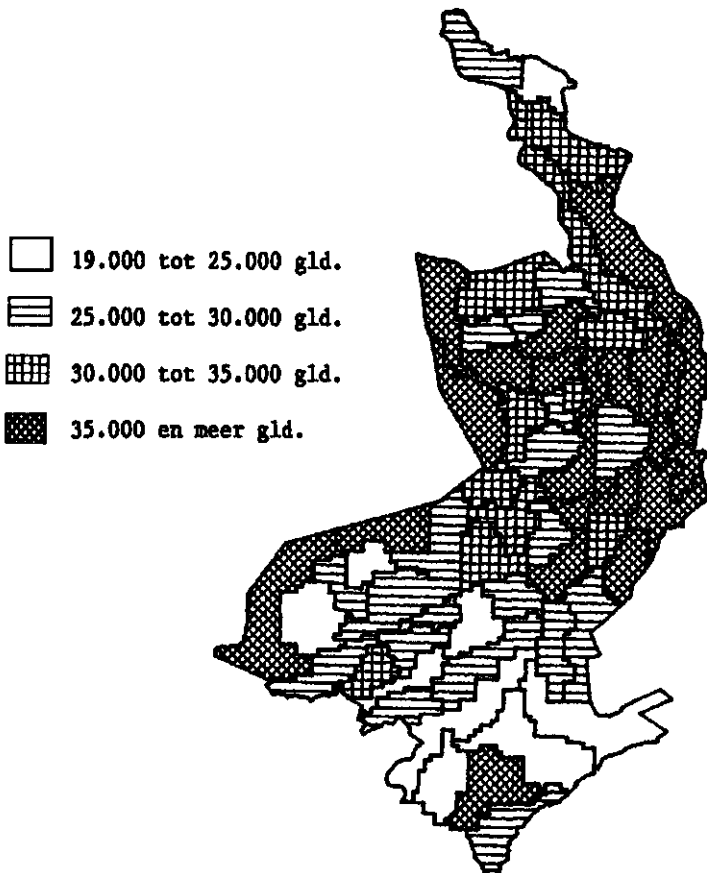 19.000 tot 25.000 gld.
25.000 tot 30.000 gld.
30.000 tot 35.000 gld.
35.000 en meer gld.